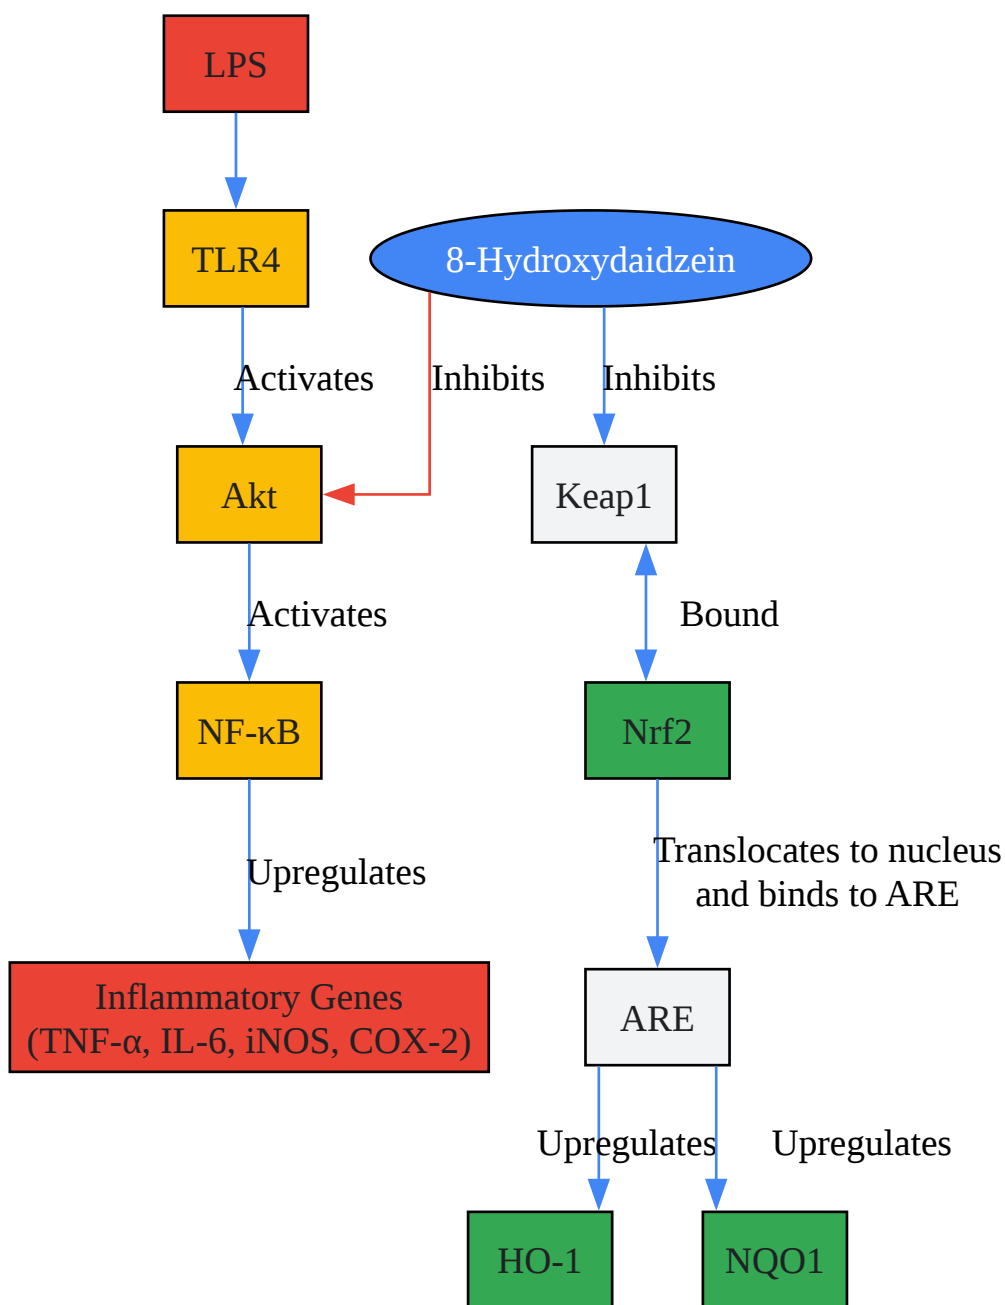 LPS
TLR4
8-Hydroxydaidzein
Activates
Inhibits
Inhibits
Akt
Keap1
Activates
Bound
NF-κB
Nrf2
Upregulates
Translocates to nucleus
and binds to ARE
Inflammatory Genes
(TNF-α, IL-6, iNOS, COX-2)
ARE
Upregulates
Upregulates
HO-1
NQO1